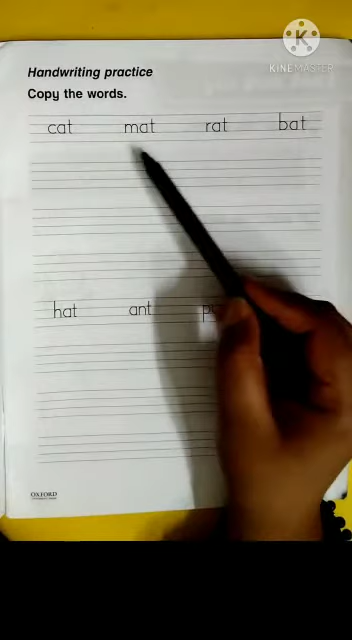 KINEMASTER
Handwriting practice
Copy the words.
cat mat rat bat
hat ant
OXFORD